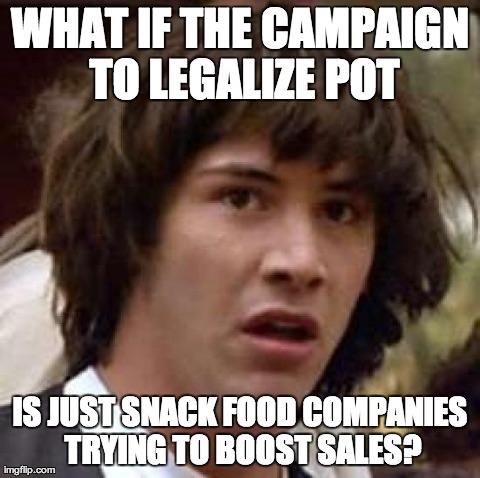 WHAT IF THE CAMPAIGN
TO LEGALIZE POT
IS JUST SNACK FOOD COMPANIES
TRYING TO BOOST SALES?
imgflip.com